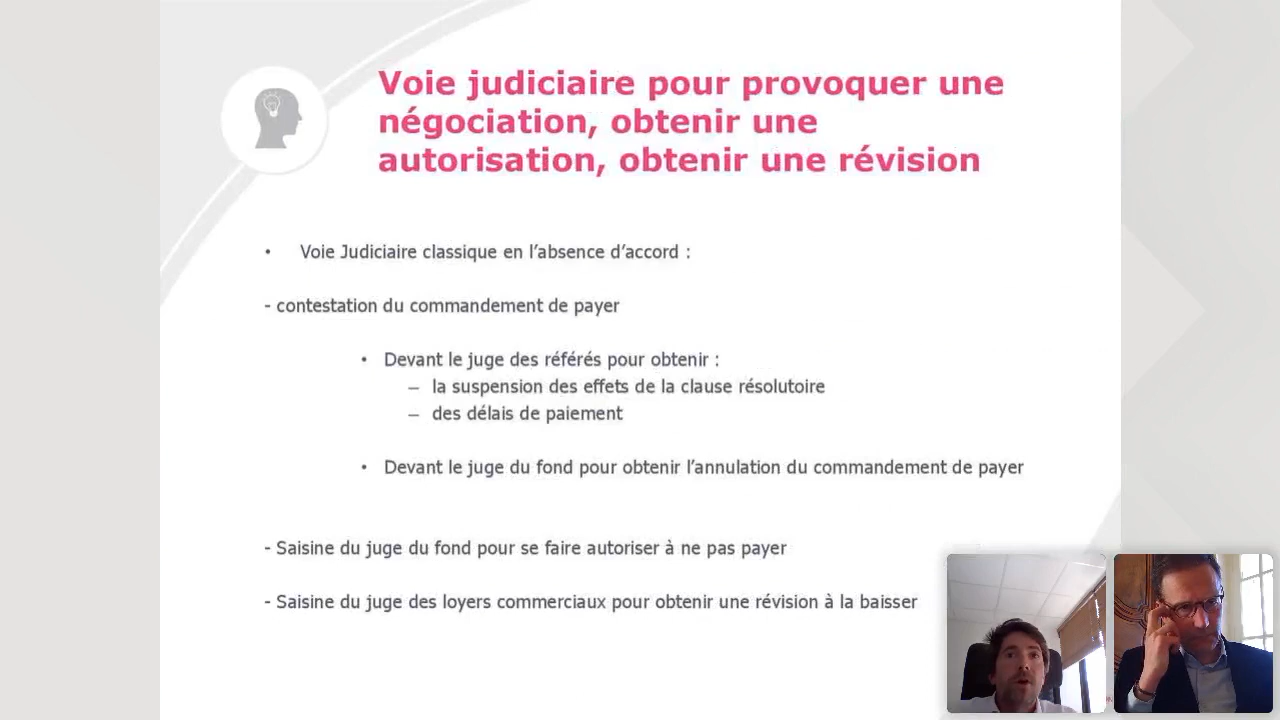 Voie judiciaire pour provoquer une
négociation, obtenir une
autorisation, obtenir une révision
• Voie Judiciaire classique en l’absence d’accord :
- contestation du commandement de payer
• Devant le juge des référés pour obtenir :
– la suspension des effets de la clause résolutoire
– des délais de paiement
• Devant le juge du fond pour obtenir l’annulation du commandement de payer
- Saisine du juge du fond pour se faire autoriser à ne pas payer
- Saisine du juge des loyers commerciaux pour obtenir une révision à la baisser